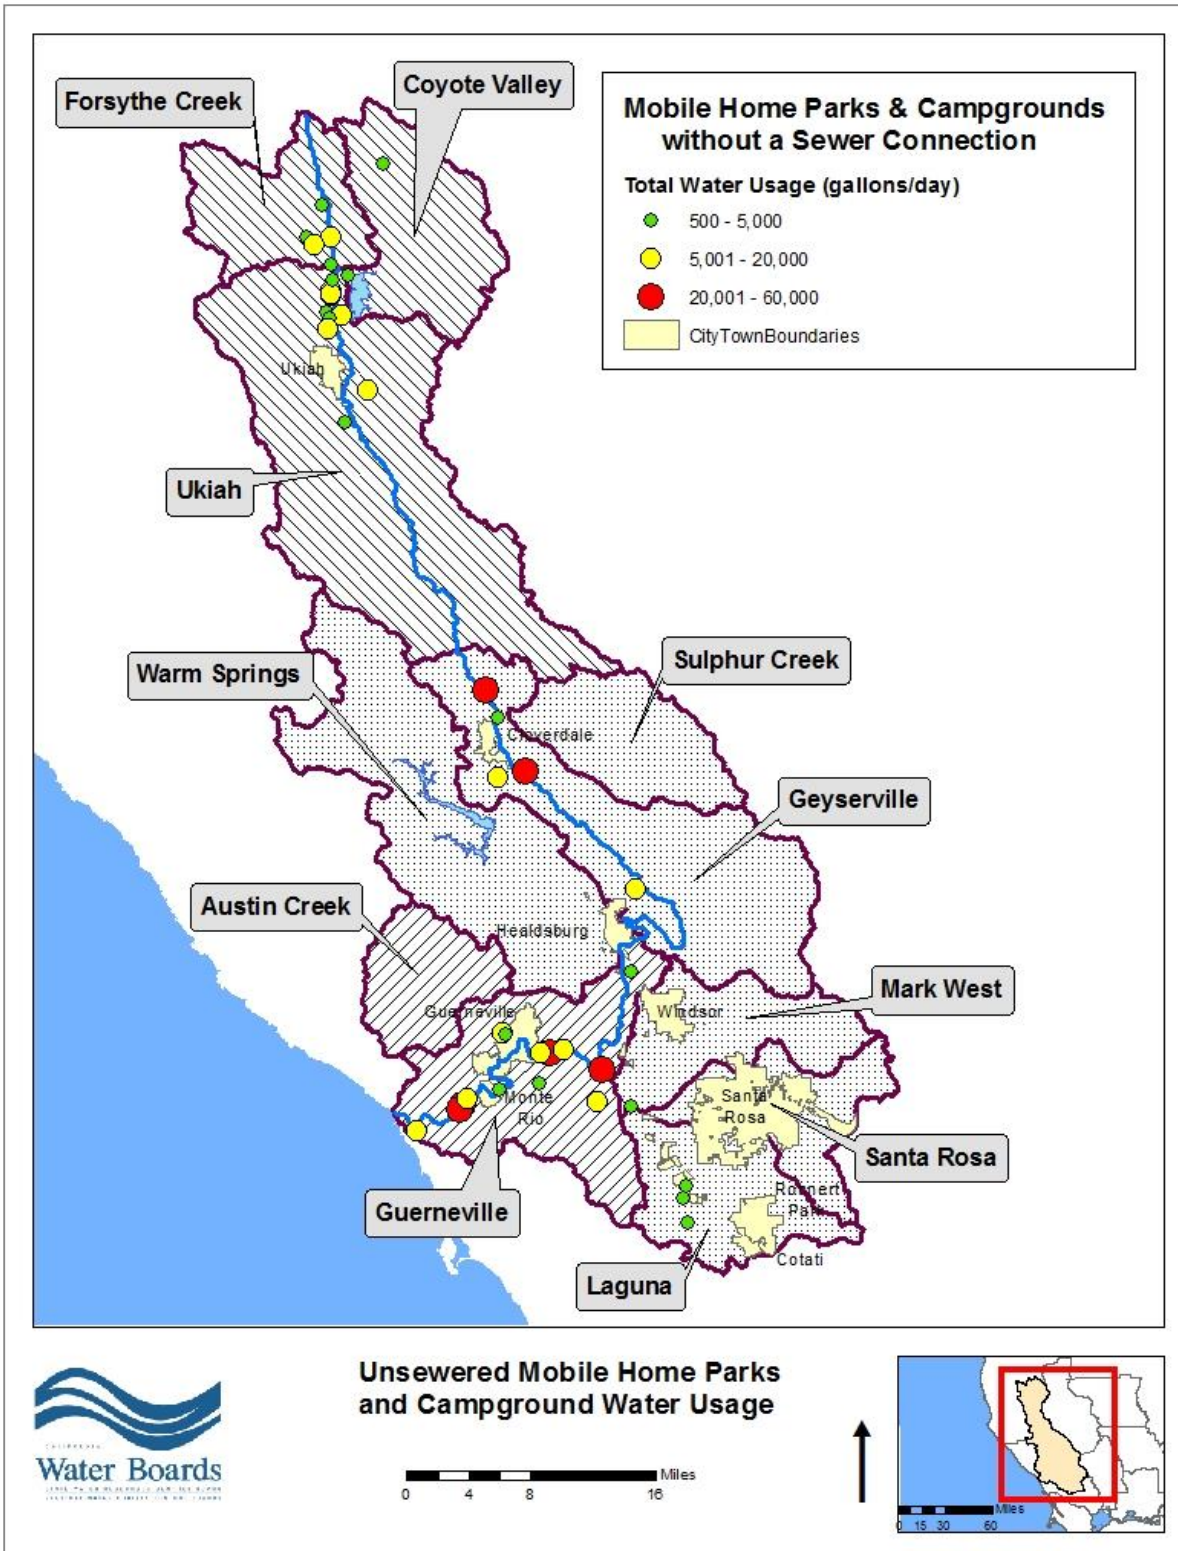 Forsythe Creek
Coyote Valley
Mobile Home Parks & Campgrounds
without a Sewer Connection
Total Water Usage (gallons/day)
500 - 5,000
5,001 - 20,000
20,001 - 60,000
CityTownBoundaries
Ukiah
Ukiah
Warm Springs
Sulphur Creek
Cloverdale
Geyserville
Austin Creek
Healdsburg
Mark West
Guerneville
Windsor
Monte
Rio
Santa
Rosa
Santa Rosa
Guerneville
Rohnert
Park
Cotati
Laguna
Unsewered Mobile Home Parks
and Campground Water Usage
CALIFORNIA
Water Boards
Miles
0 4 8 16
Miles
0 15 30 60